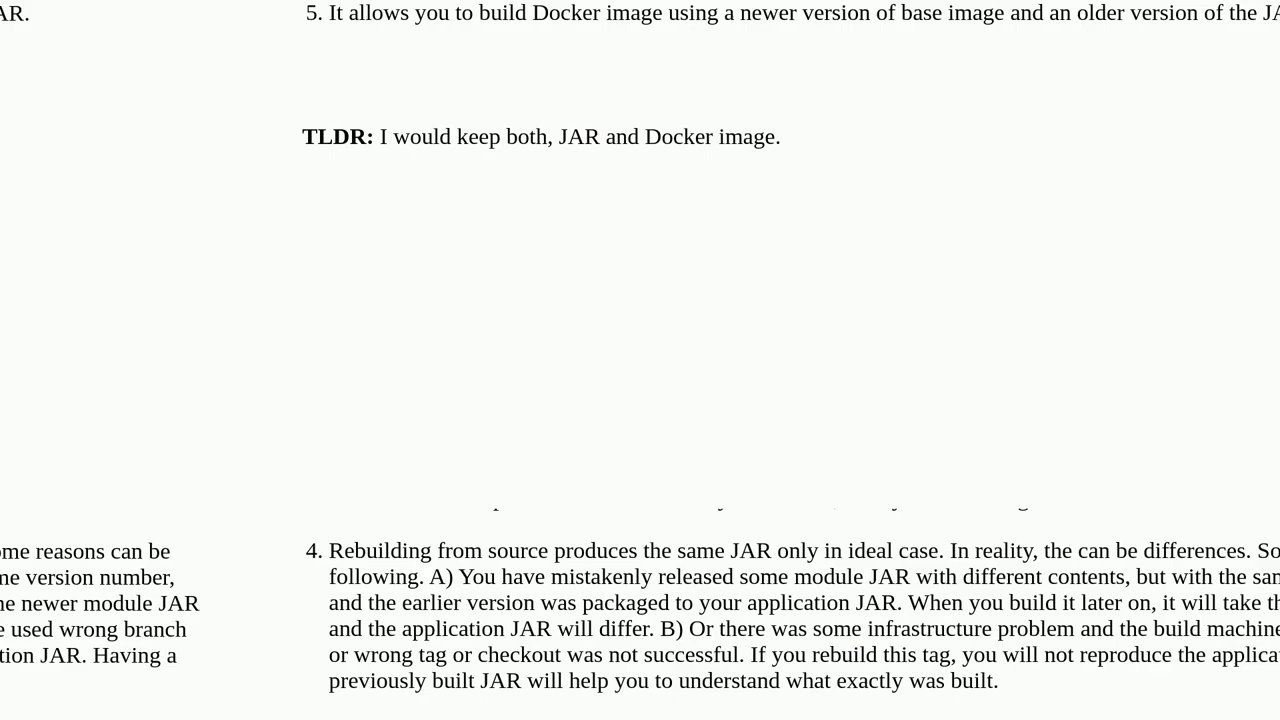 AR.
5. It allows you to build Docker image using a newer version of base image and an older version of the JA
TLDR: I would keep both, JAR and Docker image.
ome reasons can be
me version number,
ne newer module JAR
e used wrong branch
tion JAR. Having a
4. Rebuilding from source produces the same JAR only in ideal case. In reality, the can be differences. So
following. A) You have mistakenly released some module JAR with different contents, but with the san
and the earlier version was packaged to your application JAR. When you build it later on, it will take th
and the application JAR will differ. B) Or there was some infrastructure problem and the build machine
or wrong tag or checkout was not successful. If you rebuild this tag, you will not reproduce the applica
previously built JAR will help you to understand what exactly was built.